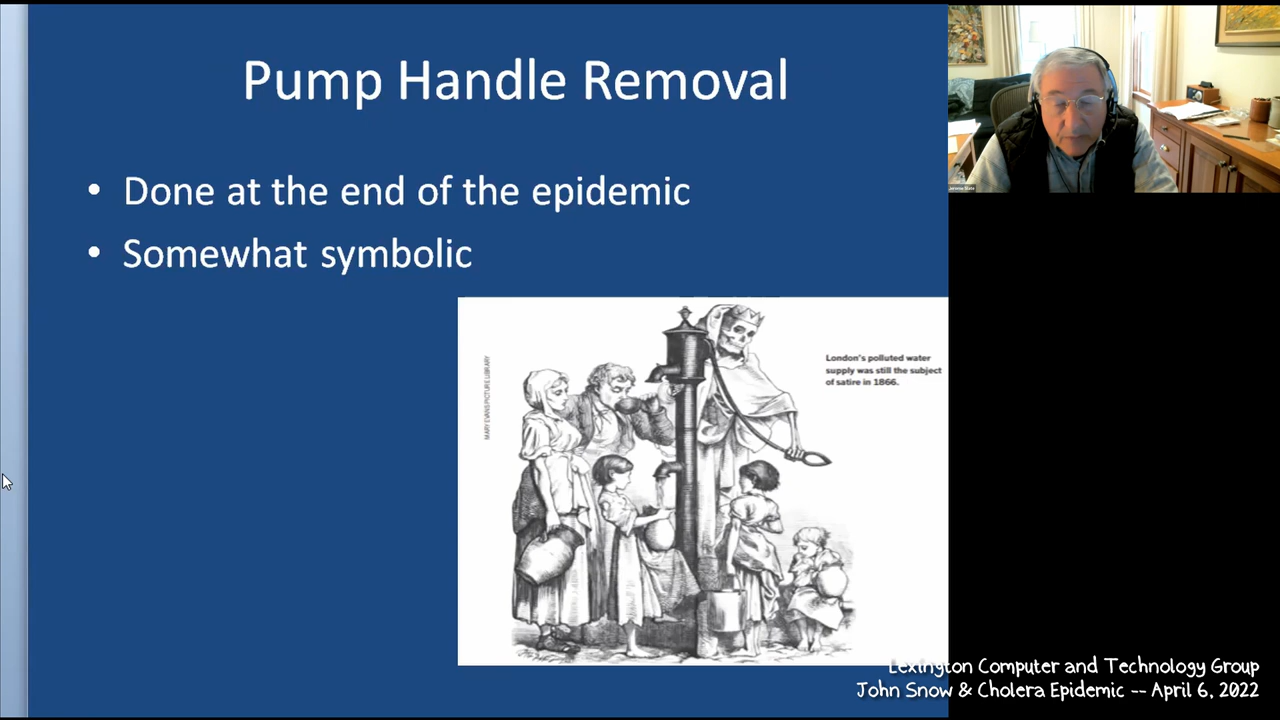 Pump Handle Removal
• Done at the end of the epidemic
• Somewhat symbolic
MARY EVANS PICTURE LIBRARY
London's polluted water
supply was still the subject
of satire in 1866.
Lexington Computer and Technology Group
John Snow & Cholera Epidemic -- April 6, 2022